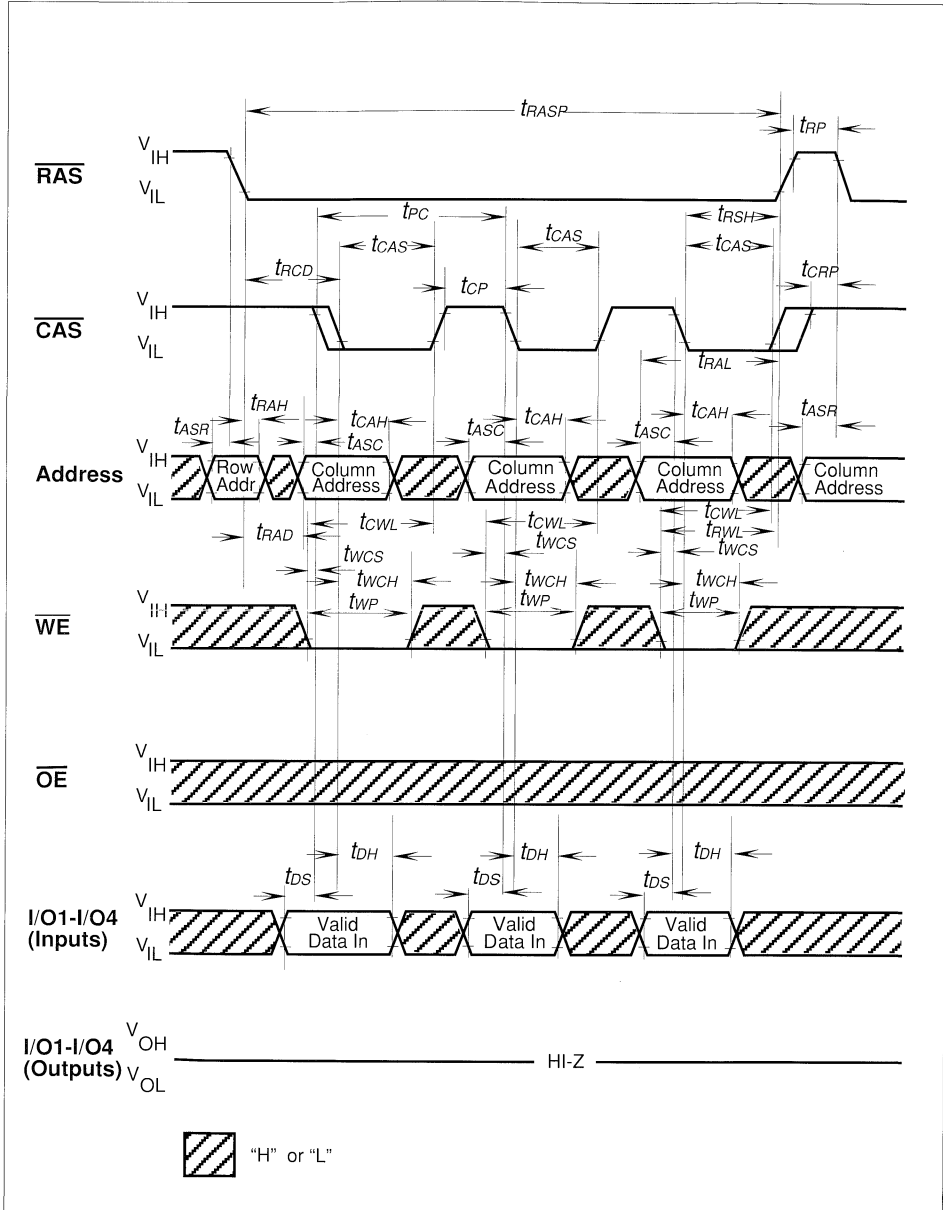 tRASP
tRP
VIH
RAS
VIL
tPC
tRSH
tCAS
tCAS
tCAS
tRCD
tCP
tCRP
VIH
CAS
VIL
tRAL
tRAH
tCAH
tCAH
tCAH
tASR
tASC
tASC
tASC
tASR
VIH
Address
VIL
Row Addr
Column Address
Column Address
Column Address
Column Address
tCWL
tCWL
tCWL
tRAD
tRWL
tWCS
tWCS
tWCS
tWCH
tWCH
tWCH
tWP
tWP
tWP
VIH
WE
VIL
VIH
OE
VIL
tDH
tDH
tDH
tDS
tDS
tDS
I/O1-I/O4
(Inputs)
VIH
VIL
Valid Data In
Valid Data In
Valid Data In
I/O1-I/O4
(Outputs)
VOH
VOL
HI-Z
"H" or "L"